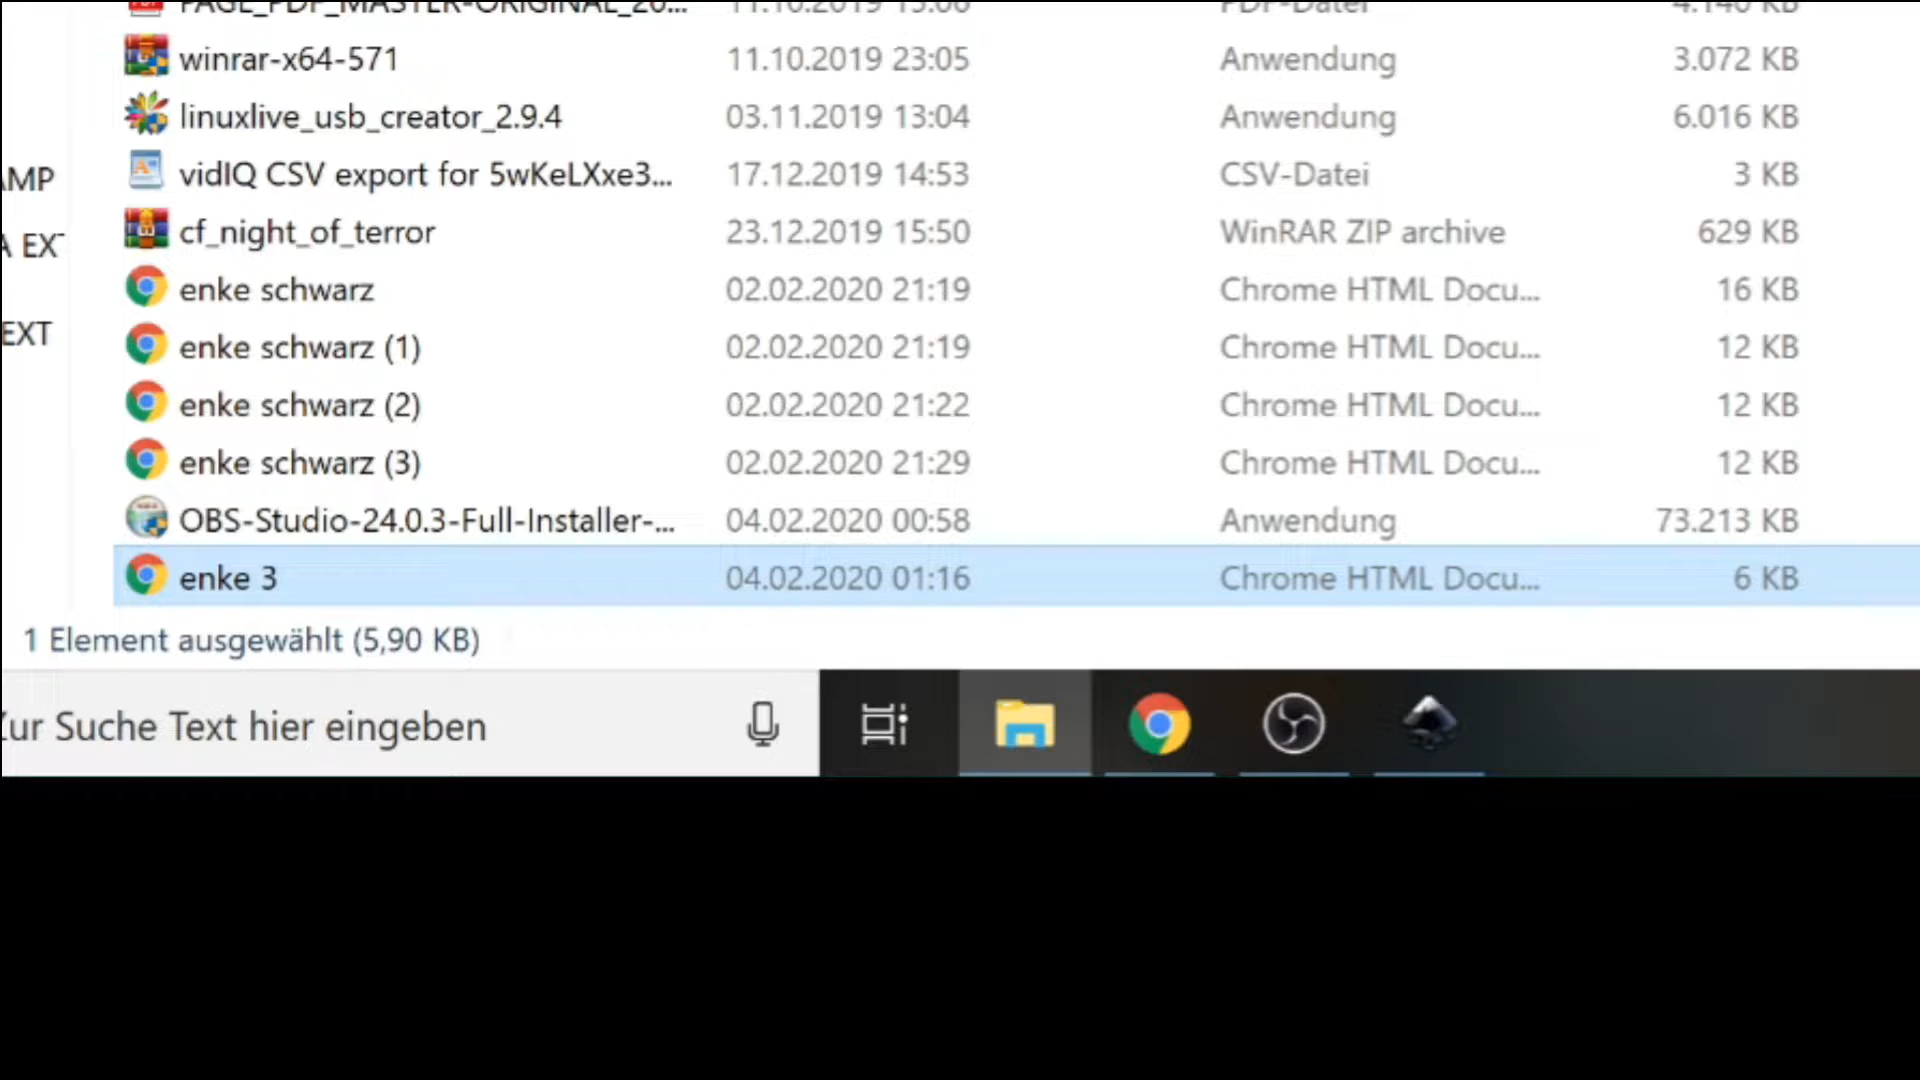 winrar-x64-571 11.10.2019 23:05 Anwendung 3.072 KB
linuxlive_usb_creator_2.9.4 03.11.2019 13:04 Anwendung 6.016 KB
AMP
vidIQ CSV export for 5wKeLXxe3... 17.12.2019 14:53 CSV-Datei 3 KB
cf_night_of_terror 23.12.2019 15:50 WinRAR ZIP archive 629 KB
A EXT
enke schwarz 02.02.2020 21:19 Chrome HTML Docu... 16 KB
EXT
enke schwarz (1) 02.02.2020 21:19 Chrome HTML Docu... 12 KB
enke schwarz (2) 02.02.2020 21:22 Chrome HTML Docu... 12 KB
enke schwarz (3) 02.02.2020 21:29 Chrome HTML Docu... 12 KB
OBS-Studio-24.0.3-Full-Installer-... 04.02.2020 00:58 Anwendung 73.213 KB
enke 3 04.02.2020 01:16 Chrome HTML Docu... 6 KB
1 Element ausgewählt (5,90 KB)
Zur Suche Text hier eingeben